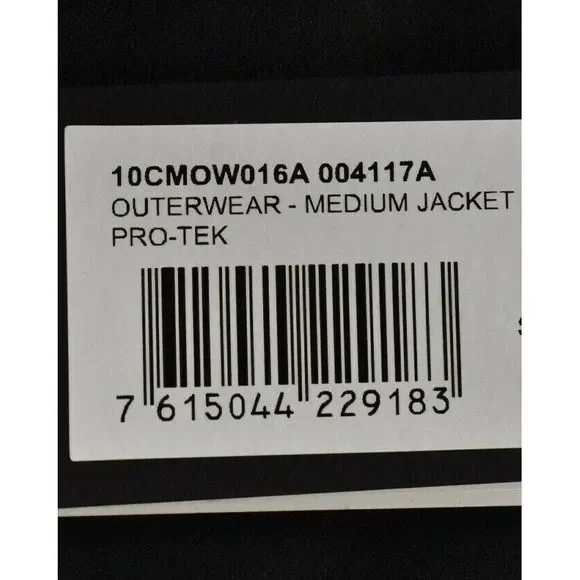 10CMOW016A 004117A
OUTERWEAR - MEDIUM JACKET
PRO-TEK
7 615044 229183